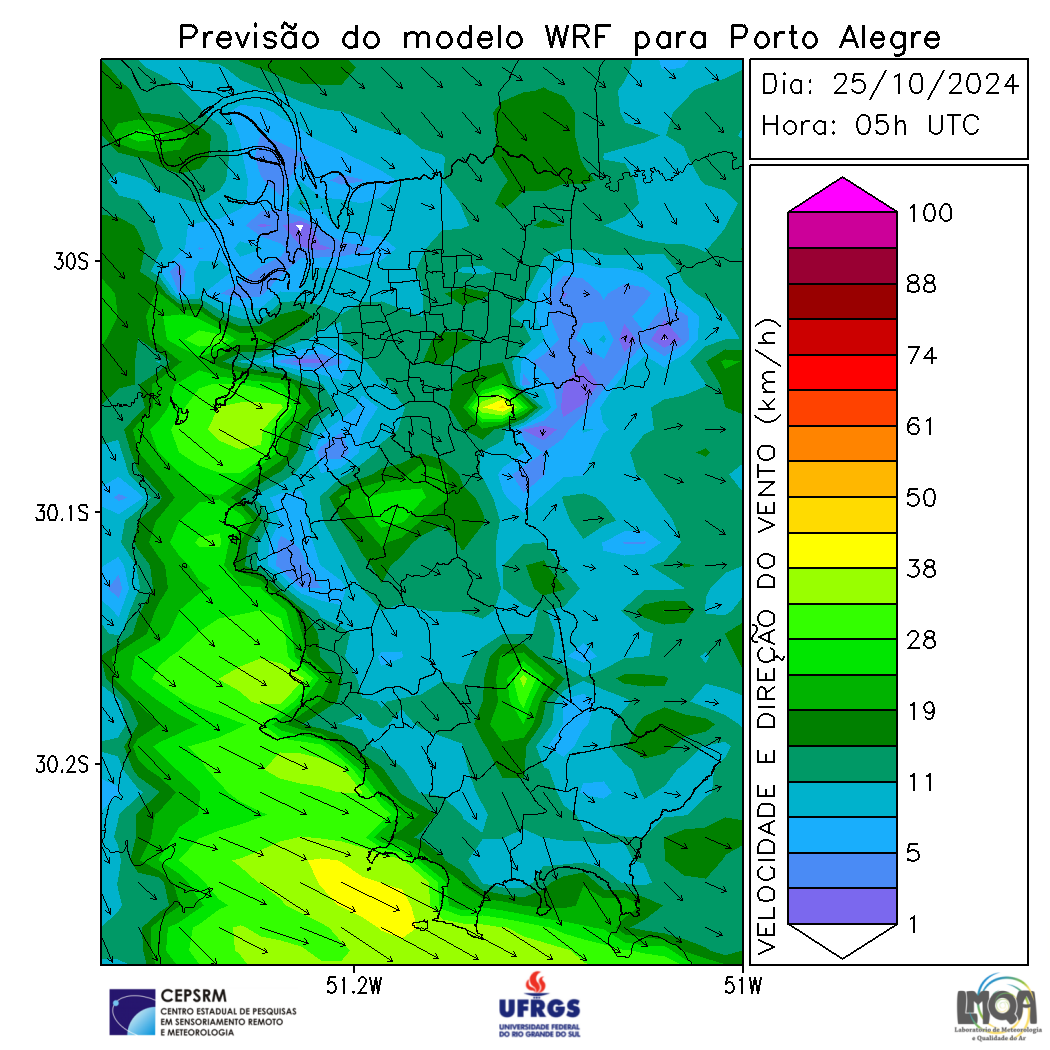 Previsão do modelo WRF para Porto Alegre
Dia: 25/10/2024
Hora: 05h UTC
30S
30.1S
30.2S
51.2W
51W
VELOCIDADE E DIREÇÃO DO VENTO (km/h)
100
88
74
61
50
38
28
19
11
5
1
CEPSRM
CENTRO ESTADUAL DE PESQUISAS
EM SENSORIAMENTO REMOTO
E METEOROLOGIA
UFRGS
UNIVERSIDADE FEDERAL
DO RIO GRANDE DO SUL
LMQA
Laboratório de Meteorologia
e Qualidade do Ar